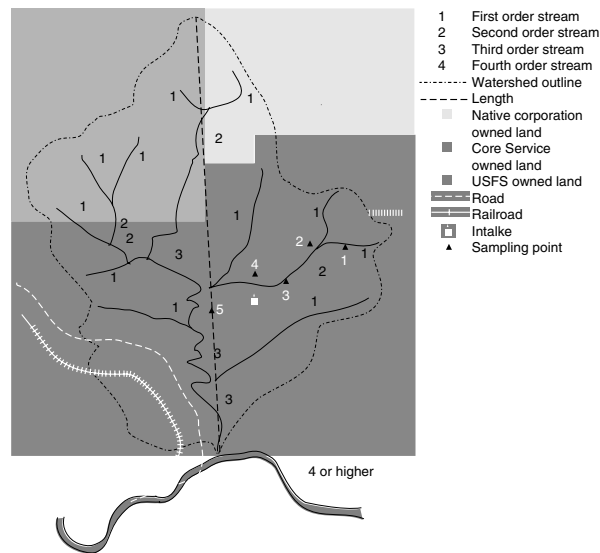 1 First order stream
2 Second order stream
3 Third order stream
4 Fourth order stream
Watershed outline
Length
Native corporation
owned land
Core Service
owned land
USFS owned land
Road
Railroad
Intalke
Sampling point
1
1
2
1
1
1
2
2
3
1
1
1
2
4
3
2
1
1
1
1
5
3
3
4 or higher